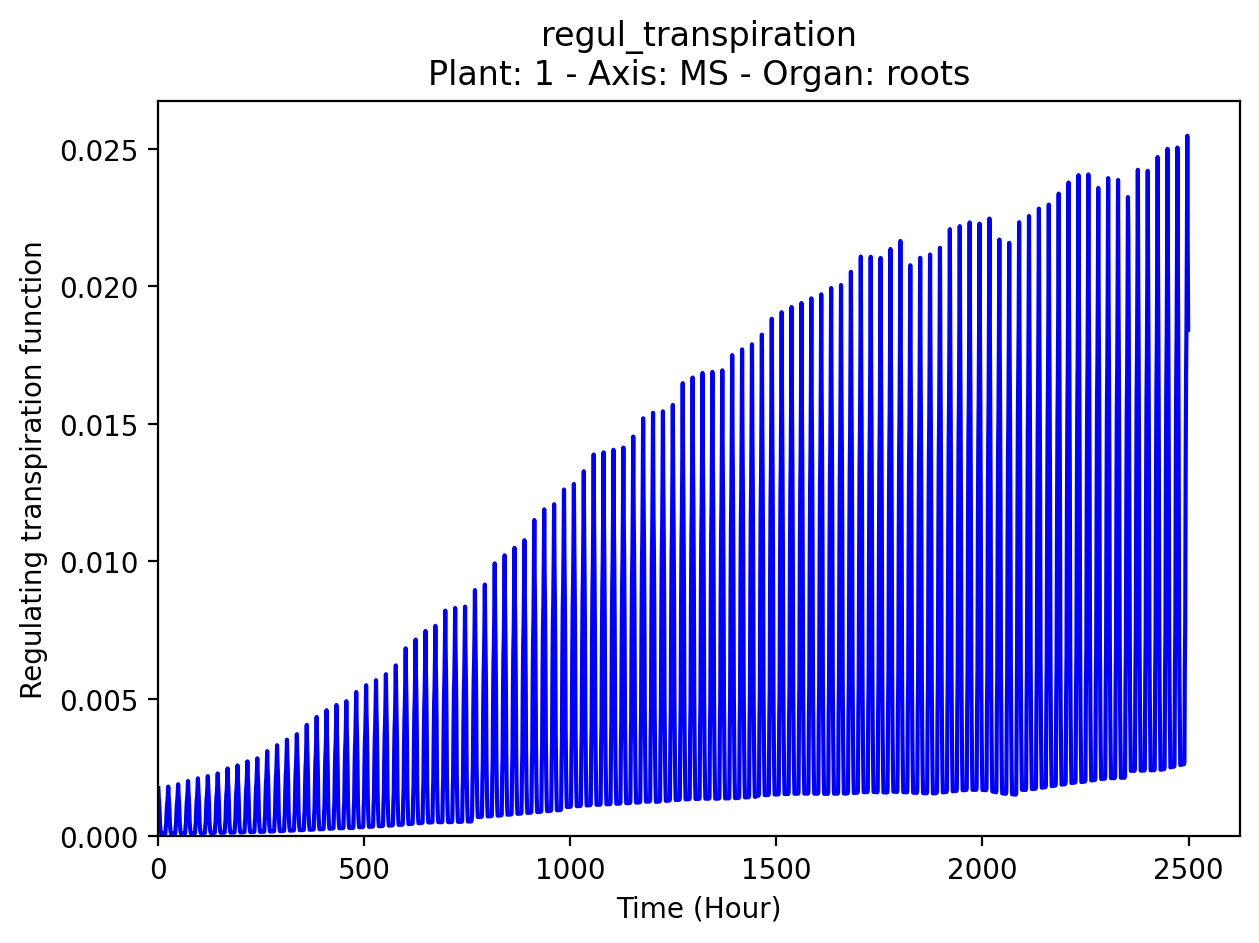 regul_transpiration
Plant: 1 - Axis: MS - Organ: roots
Regulating transpiration function
0.025
0.020
0.015
0.010
0.005
0.000
0 500 1000 1500 2000 2500
Time (Hour)